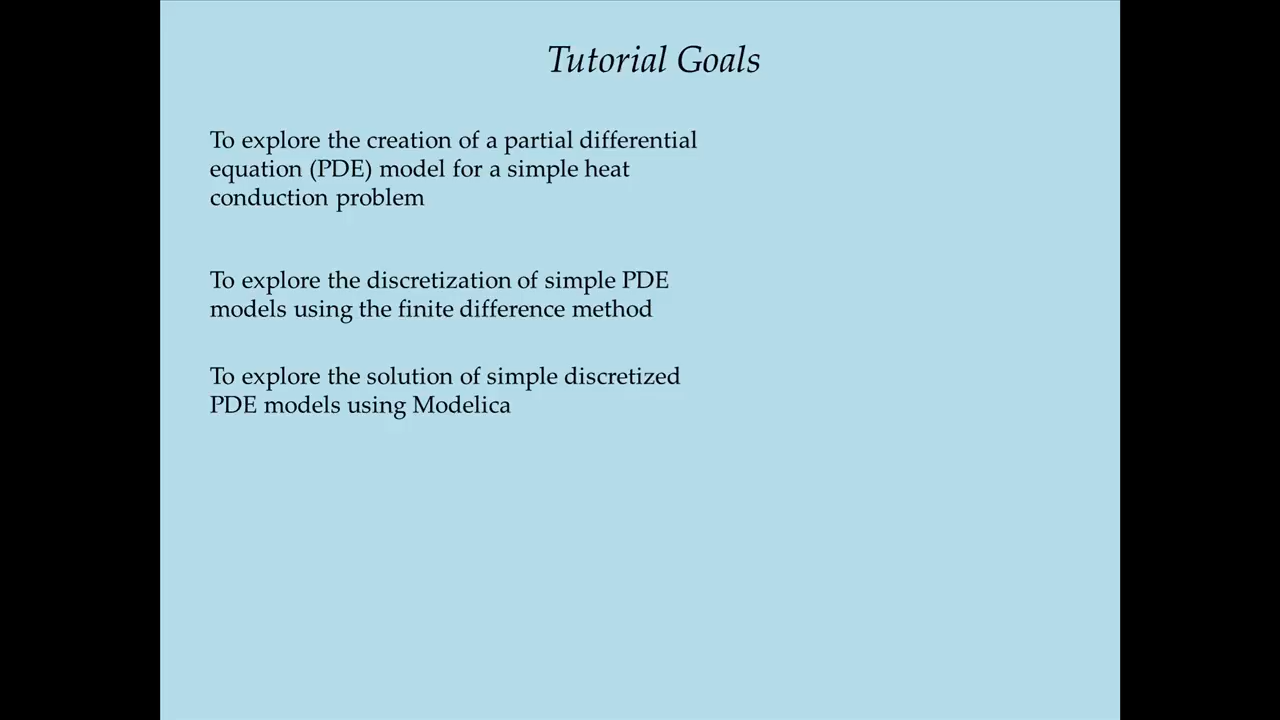 Tutorial Goals
To explore the creation of a partial differential
equation (PDE) model for a simple heat
conduction problem
To explore the discretization of simple PDE
models using the finite difference method
To explore the solution of simple discretized
PDE models using Modelica